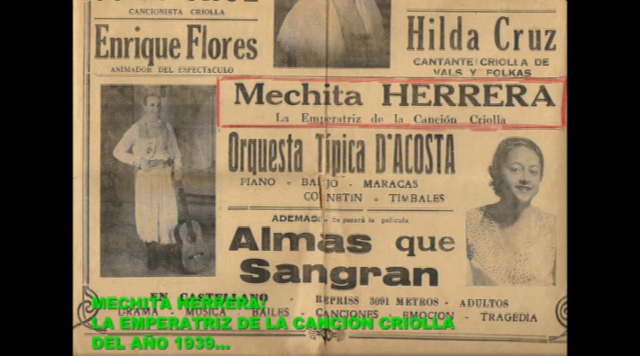 CANCIONISTA CRIOLLA
Enrique Flores
ANIMADOR DEL ESPECTACULO
Hilda Cruz
CANTANTE CRIOLLA DE
VALS Y POLKAS
Mechita HERRERA
La Emperatriz de la Canción Criolla
Orquesta Típica D'ACOSTA
PIANO - BANJO - MARACAS
CORNETIN - TIMBALES
ADEMAS: - Se pasará la película
Almas que
Sangran
EN CASTELLANO - REPRISS 3091 METROS - ADULTOS
DRAMA - MUSICA - BAILES - CANCIONES - EMOCION - TRAGEDIA
MECHITA HERRERA:
LA EMPERATRIZ DE LA CANCIÓN CRIOLLA
DEL AÑO 1939...